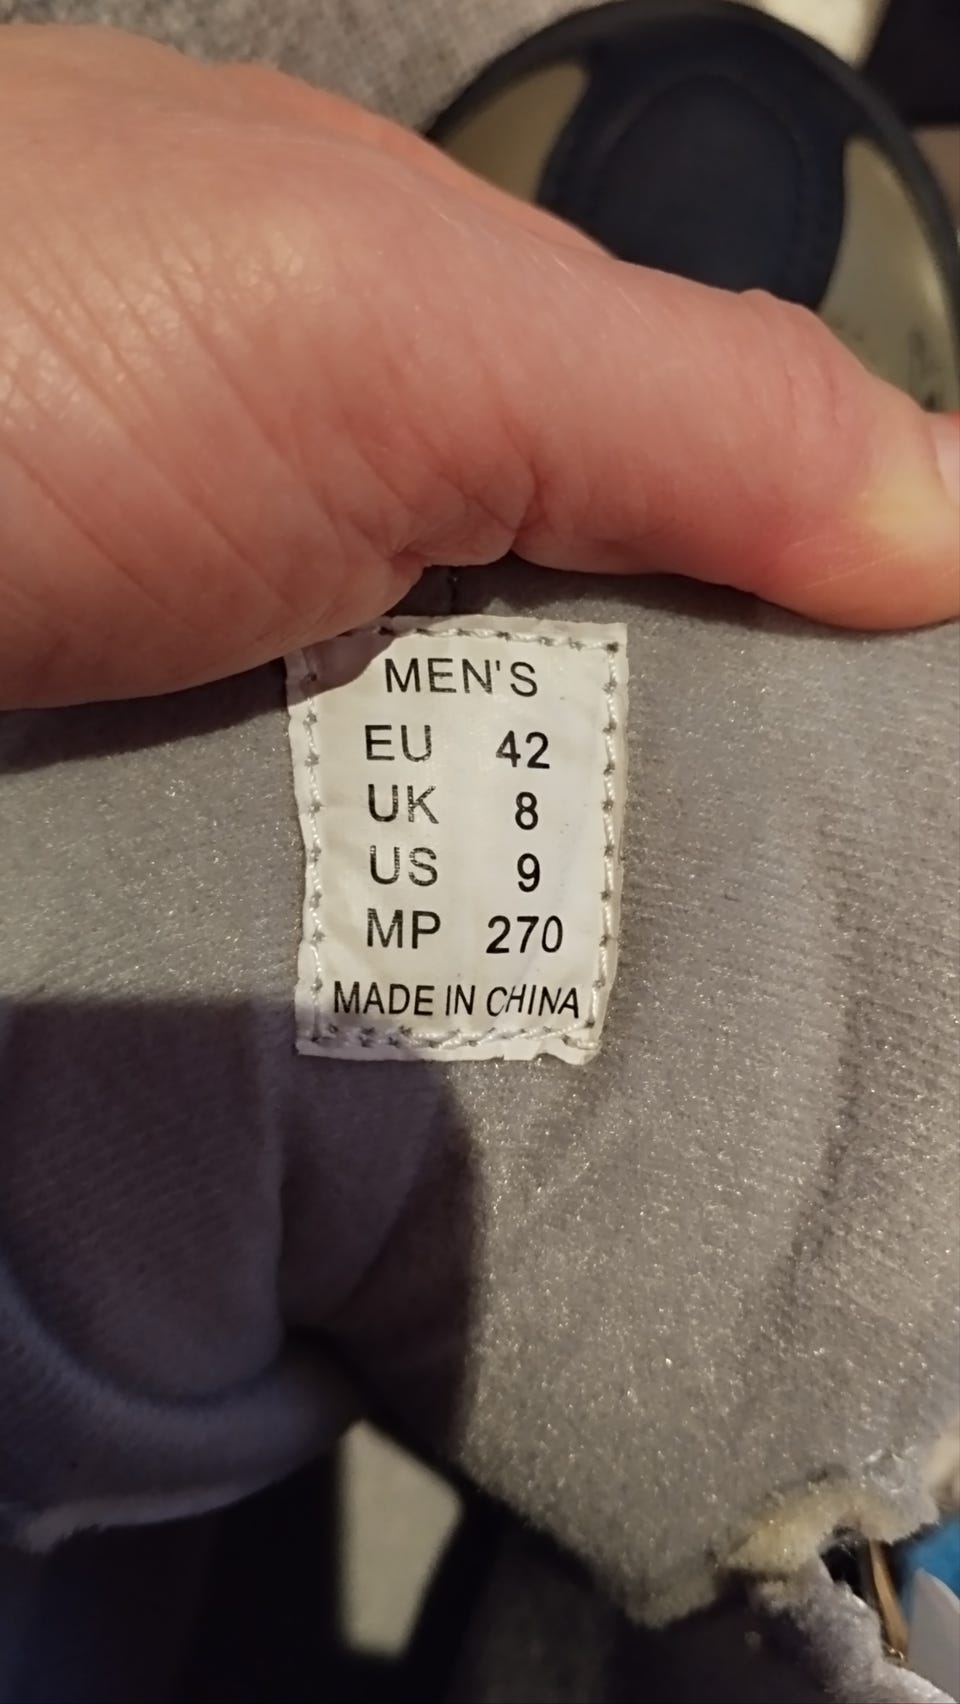 MEN'S
EU 42
UK 8
US 9
MP 270
MADE IN CHINA